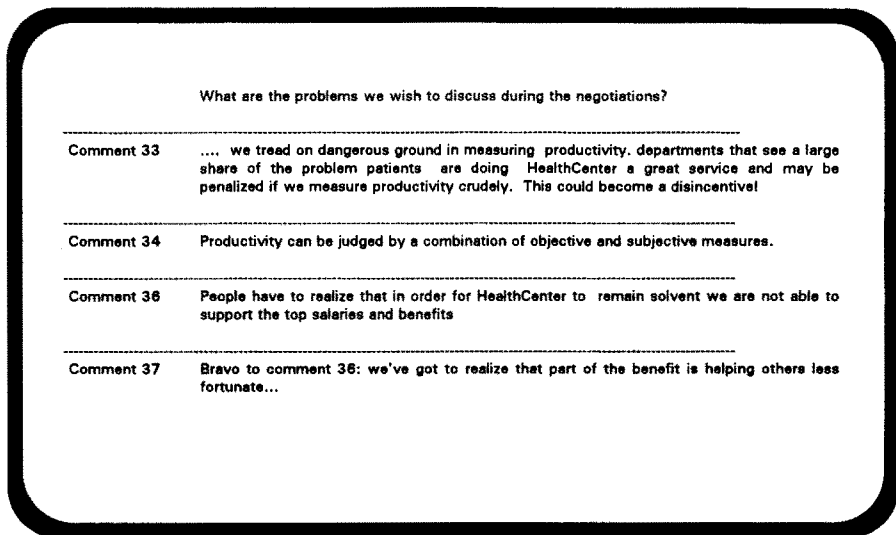 What are the problems we wish to discuss during the negotiations?
Comment 33 .... we tread on dangerous ground in measuring productivity. departments that see a large
share of the problem patients are doing HealthCenter a great service and may be
penalized if we measure productivity crudely. This could become a disincentive!
Comment 34 Productivity can be judged by a combination of objective and subjective measures.
Comment 36 People have to realize that in order for HealthCenter to remain solvent we are not able to
support the top salaries and benefits
Comment 37 Bravo to comment 36: we've got to realize that part of the benefit is helping others less
fortunate...